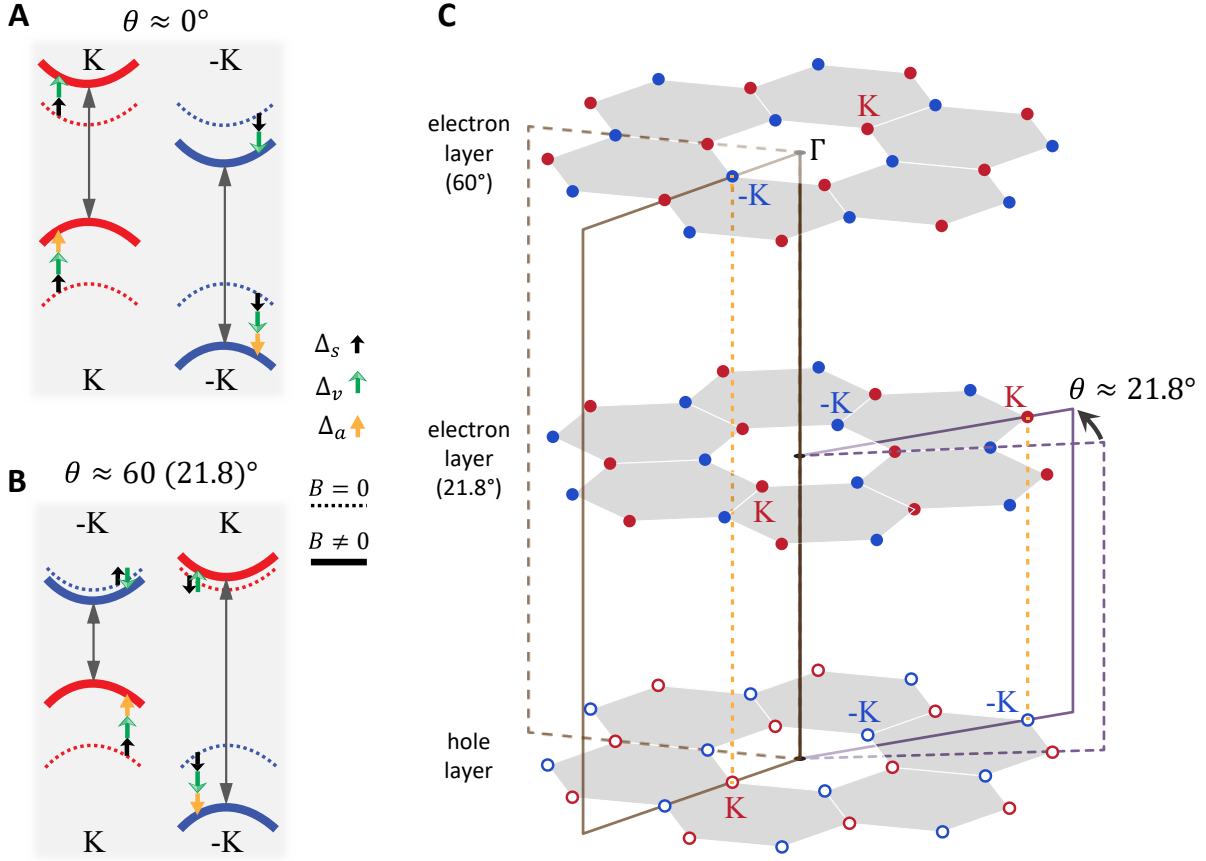 A
θ ≈ 0°
K
-K
K
-K
Δs
Δv
Δa
B
θ ≈ 60 (21.8)°
B = 0
B ≠ 0
-K
K
K
-K
C
electron
layer
(60°)
K
Γ
-K
electron
layer
(21.8°)
-K
K
θ ≈ 21.8°
K
hole
layer
-K
-K
K